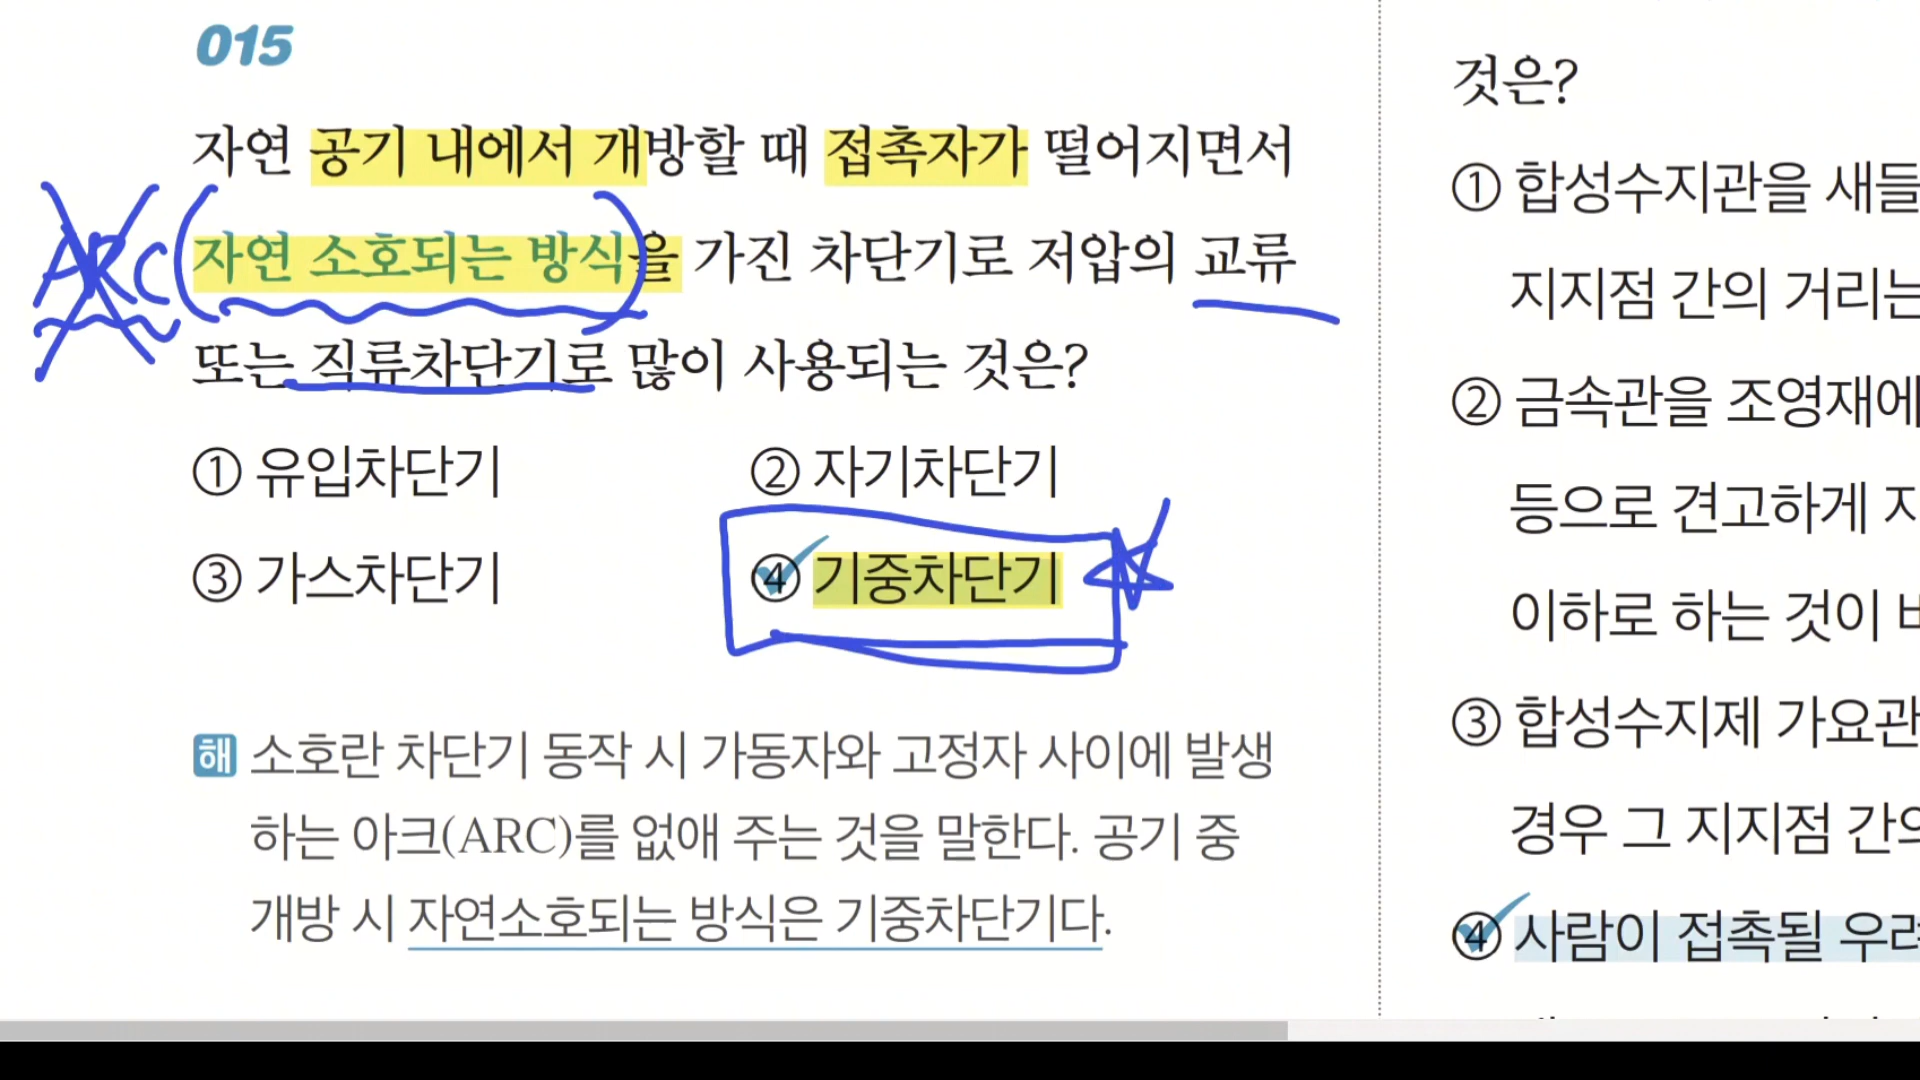 015
자연 공기 내에서 개방할 때 접촉자가 떨어지면서
ARC
자연 소호되는 방식을 가진 차단기로 저압의 교류
또는 직류차단기로 많이 사용되는 것은?
① 유입차단기
② 자기차단기
③ 가스차단기
④ 기중차단기
해 소호란 차단기 동작 시 가동자와 고정자 사이에 발생
하는 아크(ARC)를 없애 주는 것을 말한다. 공기 중
개방 시 자연소호되는 방식은 기중차단기다.
것은?
① 합성수지관을 새들
지지점 간의 거리는
② 금속관을 조영재에
등으로 견고하게 지
이하로 하는 것이
③ 합성수지제 가요관
경우 그 지지점 간의
④ 사람이 접촉될 우려